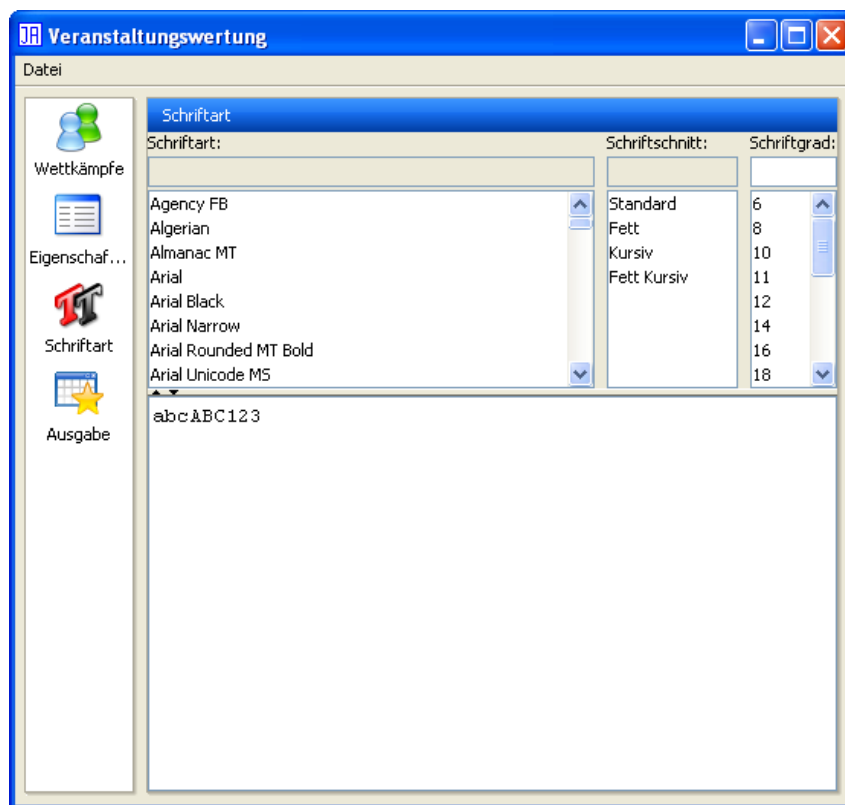 JA Veranstaltungswertung
Datei
Wettkämpfe
Eigenschaf...
Schriftart
Ausgabe
Schriftart
Schriftart:
Agency FB
Algerian
Almanac MT
Arial
Arial Black
Arial Narrow
Arial Rounded MT Bold
Arial Unicode MS
Schriftschnitt:
Standard
Fett
Kursiv
Fett Kursiv
Schriftgrad:
6
8
10
11
12
14
16
18
abcABC123